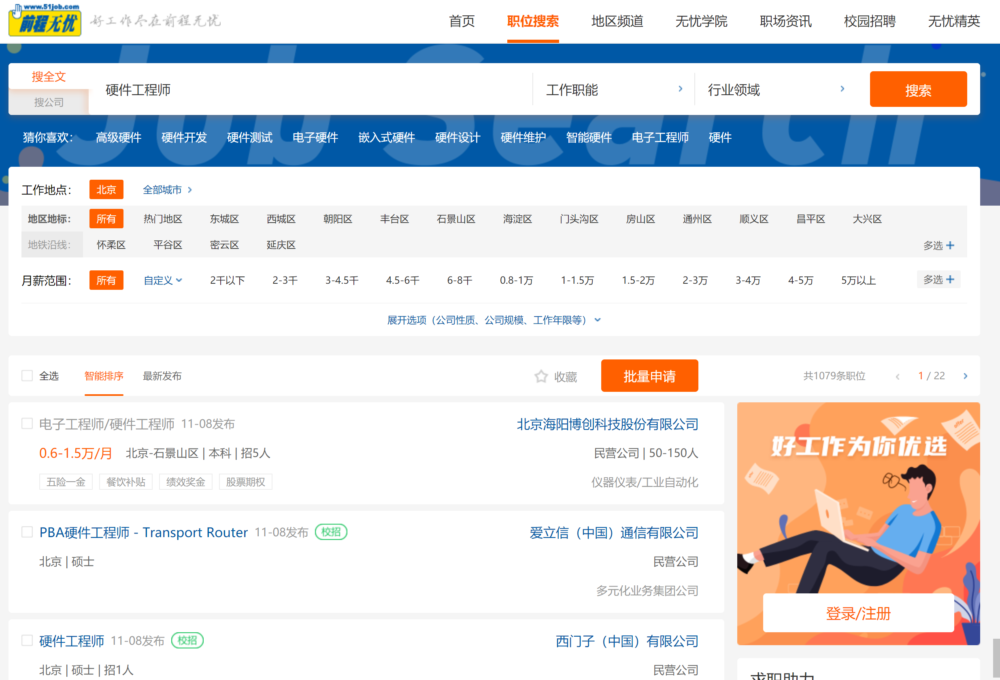 www.51job.com
前程无忧 好工作尽在前程无忧 首页 职位搜索 地区频道 无忧学院 职场资讯 校园招聘 无忧精英
Job Search
搜全文
搜公司
硬件工程师 工作职能 行业领域 搜索
猜你喜欢: 高级硬件 硬件开发 硬件测试 电子硬件 嵌入式硬件 硬件设计 硬件维护 智能硬件 电子工程师 硬件
工作地点: 北京 全部城市
地区地标: 所有 热门地区 东城区 西城区 朝阳区 丰台区 石景山区 海淀区 门头沟区 房山区 通州区 顺义区 昌平区 大兴区
地铁沿线: 怀柔区 平谷区 密云区 延庆区 多选 +
月薪范围: 所有 自定义 2千以下 2-3千 3-4.5千 4.5-6千 6-8千 0.8-1万 1-1.5万 1.5-2万 2-3万 3-4万 4-5万 5万以上 多选 +
展开选项（公司性质、公司规模、工作年限等）
全选 智能排序 最新发布 收藏 批量申请 共1079条职位 1 / 22
电子工程师/硬件工程师 11-08发布 北京海阳博创科技股份有限公司
0.6-1.5万/月 北京-石景山区 | 本科 | 招5人 民营公司 | 50-150人
五险一金 餐饮补贴 绩效奖金 股票期权 仪器仪表/工业自动化
PBA硬件工程师 - Transport Router 11-08发布 校招 爱立信（中国）通信有限公司
北京 | 硕士 民营公司
多元化业务集团公司
硬件工程师 11-08发布 校招 西门子（中国）有限公司
北京 | 硕士 | 招1人 民营公司
offer
好工作为你优选
登录/注册
求职助力